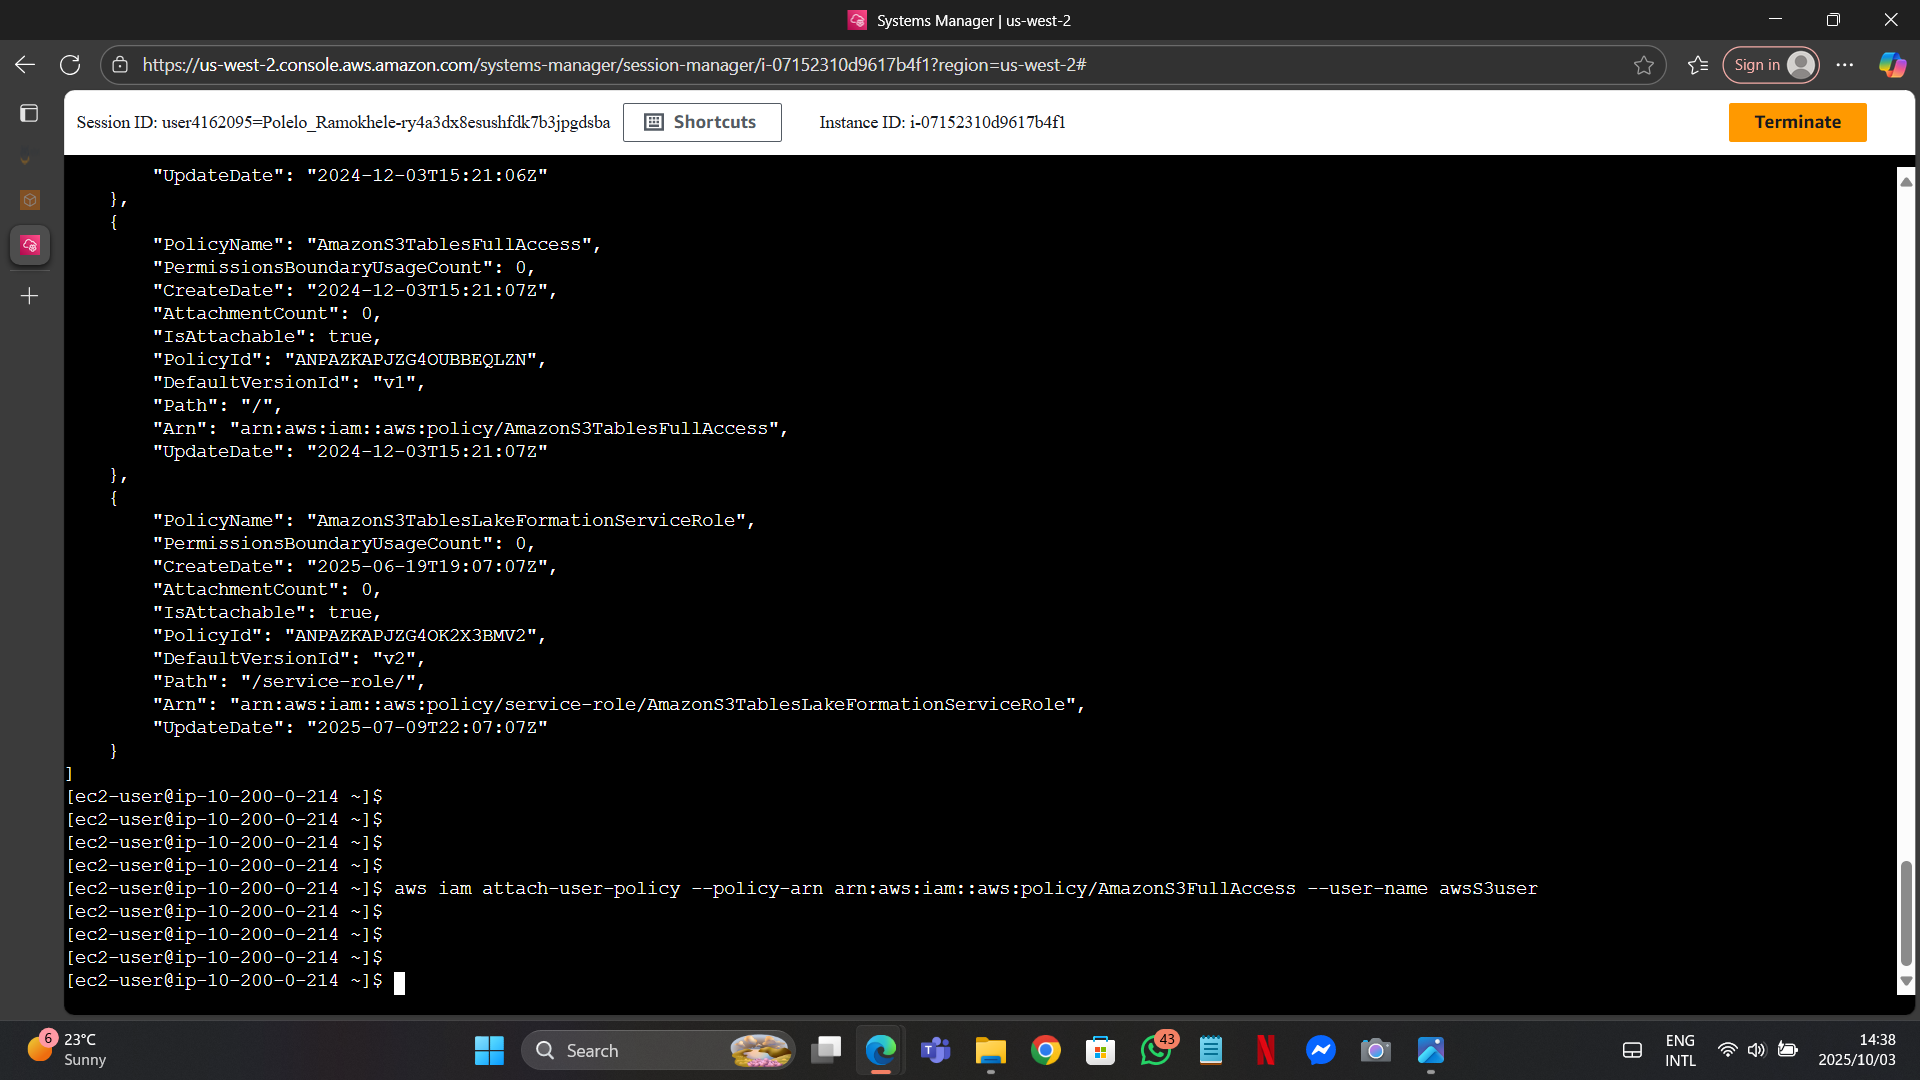 Systems Manager | us-west-2
https://us-west-2.console.aws.amazon.com/systems-manager/session-manager/i-07152310d9617b4f1?region=us-west-2#
Sign in
Session ID: user4162095=Polelo_Ramokhele-ry4a3dx8esushfdk7b3jpgdsba
Shortcuts
Instance ID: i-07152310d9617b4f1
Terminate
"UpdateDate": "2024-12-03T15:21:06Z"
},
{
"PolicyName": "AmazonS3TablesFullAccess",
"PermissionsBoundaryUsageCount": 0,
"CreateDate": "2024-12-03T15:21:07Z",
"AttachmentCount": 0,
"IsAttachable": true,
"PolicyId": "ANPAZKAPJZG4OUBBEQLZN",
"DefaultVersionId": "v1",
"Path": "/",
"Arn": "arn:aws:iam::aws:policy/AmazonS3TablesFullAccess",
"UpdateDate": "2024-12-03T15:21:07Z"
},
{
"PolicyName": "AmazonS3TablesLakeFormationServiceRole",
"PermissionsBoundaryUsageCount": 0,
"CreateDate": "2025-06-19T19:07:07Z",
"AttachmentCount": 0,
"IsAttachable": true,
"PolicyId": "ANPAZKAPJZG4OK2X3BMV2",
"DefaultVersionId": "v2",
"Path": "/service-role/",
"Arn": "arn:aws:iam::aws:policy/service-role/AmazonS3TablesLakeFormationServiceRole",
"UpdateDate": "2025-07-09T22:07:07Z"
}
]
[ec2-user@ip-10-200-0-214 ~]$
[ec2-user@ip-10-200-0-214 ~]$
[ec2-user@ip-10-200-0-214 ~]$
[ec2-user@ip-10-200-0-214 ~]$
[ec2-user@ip-10-200-0-214 ~]$ aws iam attach-user-policy --policy-arn arn:aws:iam::aws:policy/AmazonS3FullAccess --user-name awsS3user
[ec2-user@ip-10-200-0-214 ~]$
[ec2-user@ip-10-200-0-214 ~]$
[ec2-user@ip-10-200-0-214 ~]$
[ec2-user@ip-10-200-0-214 ~]$
6
23°C
Sunny
Search
43
ENG
INTL
14:38
2025/10/03